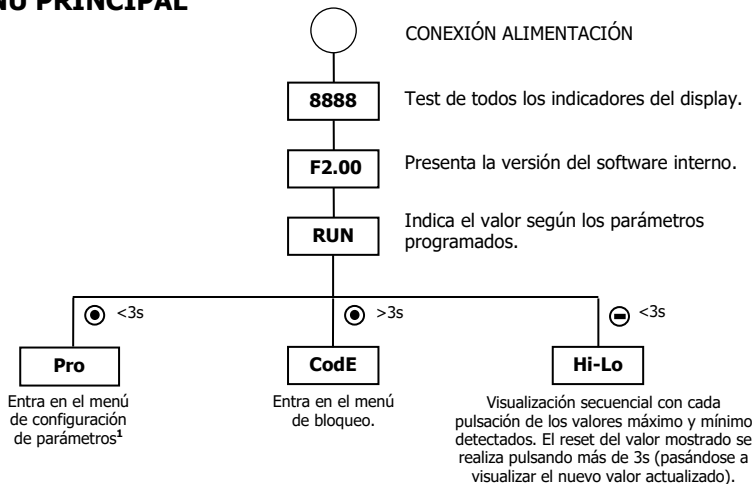 PRINCIPAL
CONEXIÓN ALIMENTACIÓN
8888
Test de todos los indicadores del display.
F2.00
Presenta la versión del software interno.
RUN
Indica el valor según los parámetros
programados.
<3s
>3s
<3s
Pro
CodE
Hi-Lo
Entra en el menú
de configuración
de parámetros1
Entra en el menú
de bloqueo.
Visualización secuencial con cada
pulsación de los valores máximo y mínimo
detectados. El reset del valor mostrado se
realiza pulsando más de 3s (pasándose a
visualizar el nuevo valor actualizado).